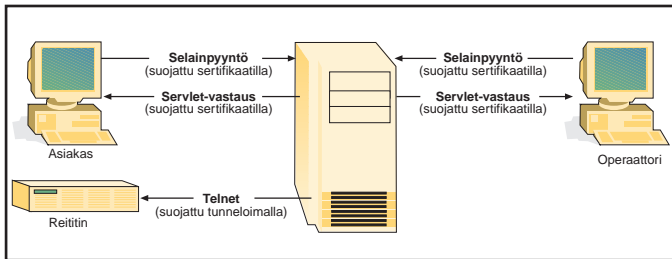 Selainpyyntö
(suojattu sertifikaatilla)
Servlet-vastaus
(suojattu sertifikaatilla)
Asiakas
Selainpyyntö
(suojattu sertifikaatilla)
Servlet-vastaus
(suojattu sertifikaatilla)
Operaattori
Telnet
(suojattu tunneloimalla)
Reititin